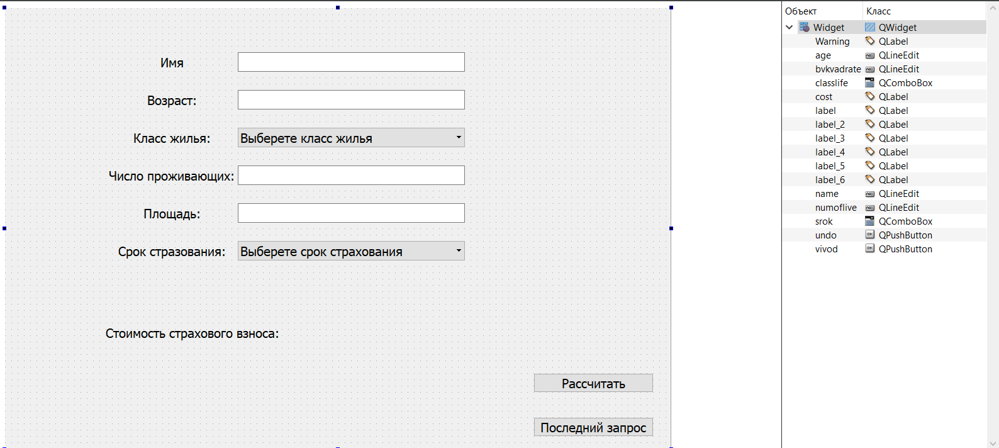 Имя
Возраст:
Класс жилья:
Выберете класс жилья
Число проживающих:
Площадь:
Срок стразования:
Выберете срок страхования
Стоимость страхового взноса:
Рассчитать
Последний запрос
Объект Класс
Widget QWidget
Warning QLabel
age QLineEdit
bvkvadrate QLineEdit
classlife QComboBox
cost QLabel
label QLabel
label_2 QLabel
label_3 QLabel
label_4 QLabel
label_5 QLabel
label_6 QLabel
name QLineEdit
numoflive QLineEdit
srok QComboBox
undo QPushButton
vivod QPushButton